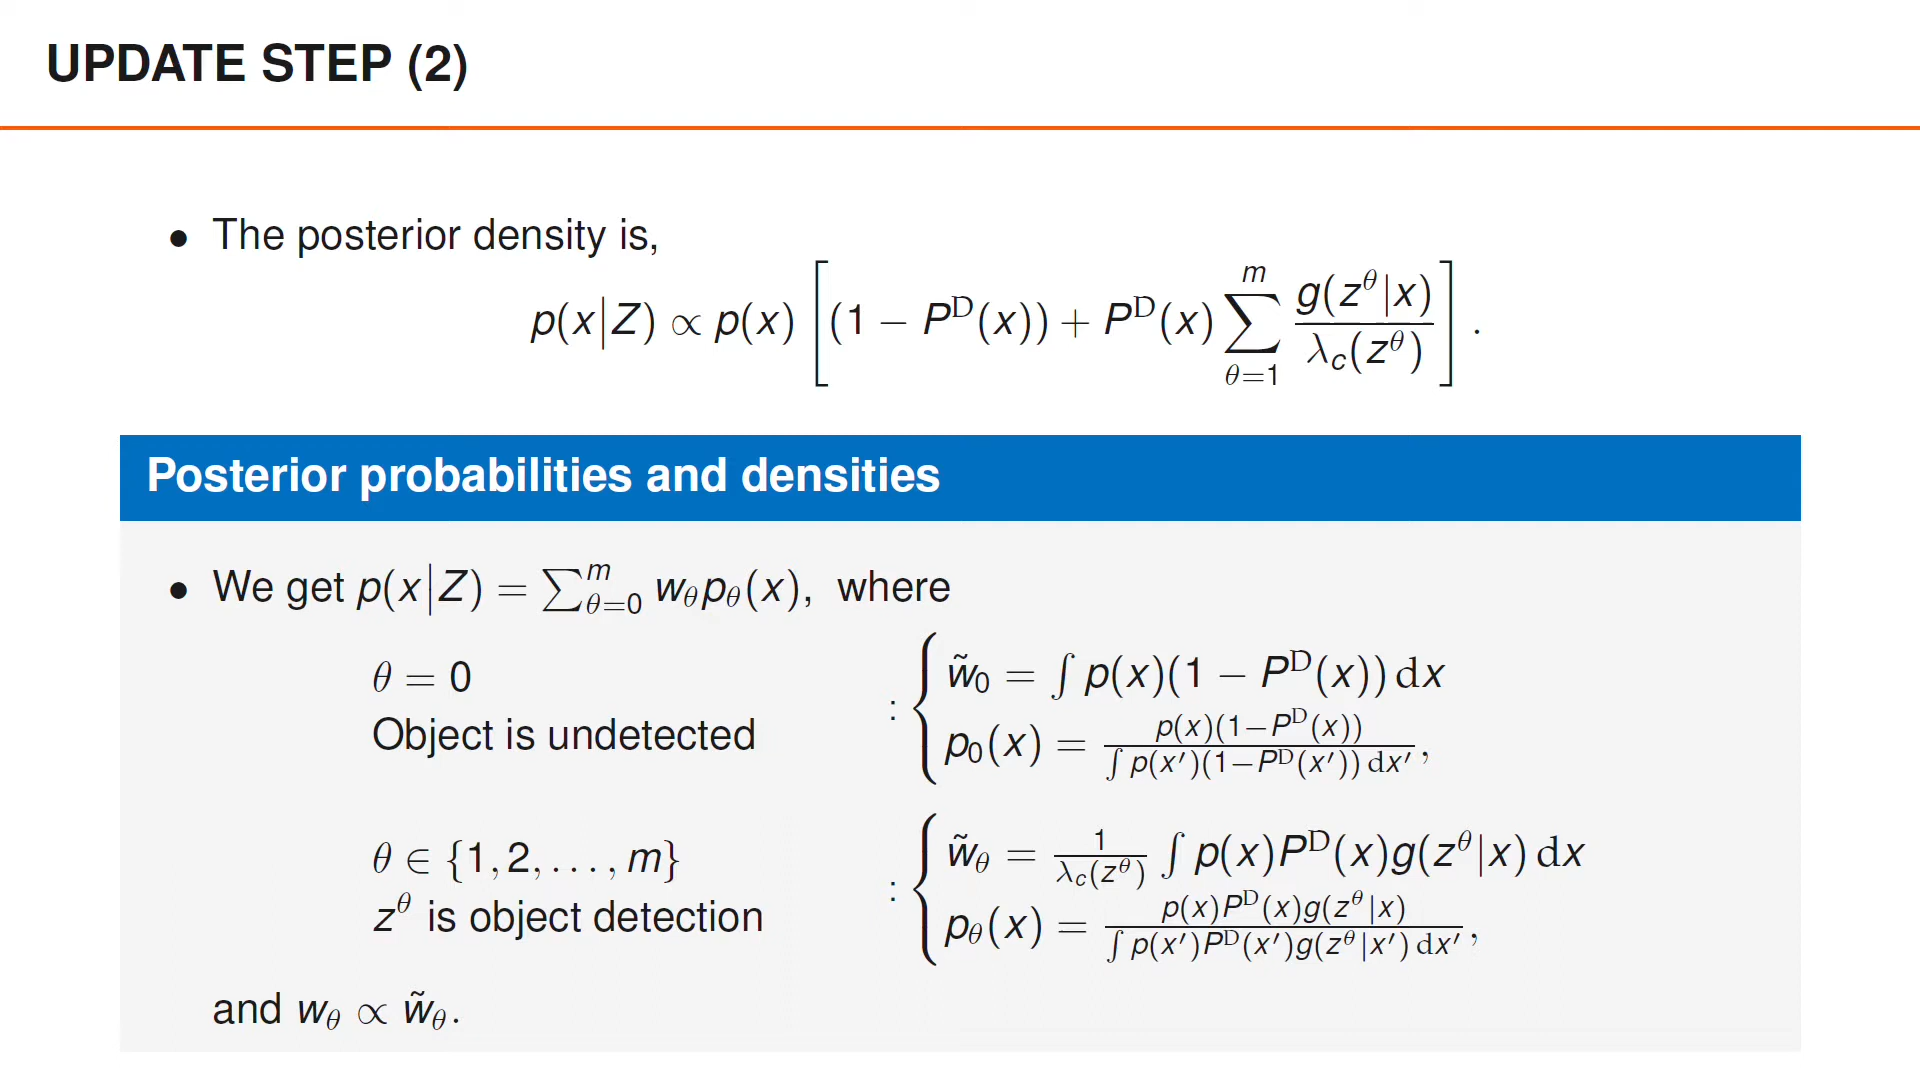 UPDATE STEP (2)
• The posterior density is,
p(x|Z) ∝ p(x) [(1 − P^D(x)) + P^D(x) ∑_{θ=1}^{m} g(z^θ|x) / λ_c(z^θ)] .
Posterior probabilities and densities
• We get p(x|Z) = ∑_{θ=0}^{m} w_θ p_θ(x), where
θ = 0
Object is undetected
: { w̃_0 = ∫ p(x)(1 − P^D(x)) dx
p_0(x) = p(x)(1−P^D(x)) / ∫ p(x′)(1−P^D(x′)) dx′ ,
θ ∈ {1, 2, . . . , m}
z^θ is object detection
: { w̃_θ = 1 / λ_c(z^θ) ∫ p(x)P^D(x)g(z^θ|x) dx
p_θ(x) = p(x)P^D(x)g(z^θ|x) / ∫ p(x′)P^D(x′)g(z^θ|x′) dx′ ,
and w_θ ∝ w̃_θ.